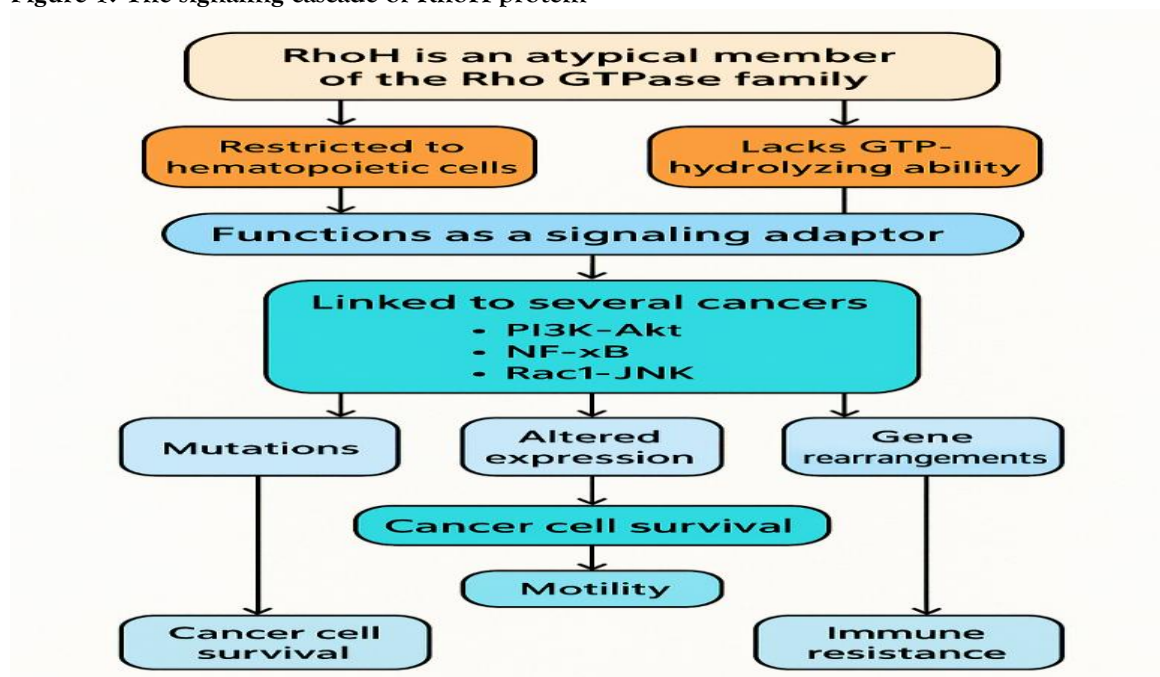 Figure 1: The signaling cascade of RhoH protein
RhoH is an atypical member
of the Rho GTPase family
Restricted to
hematopoietic cells
Lacks GTP-
hydrolyzing ability
Functions as a signaling adaptor
Linked to several cancers
• PI3K-Akt
• NF-xB
• Rac1-JNK
Mutations
Altered
expression
Gene
rearrangements
Cancer cell survival
Motility
Cancer cell
survival
Immune
resistance